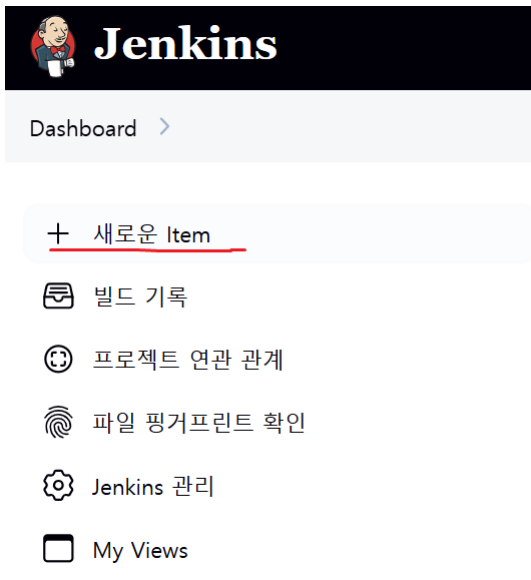 Jenkins
Dashboard >
새로운 Item
빌드 기록
프로젝트 연관 관계
파일 핑거프린트 확인
Jenkins 관리
My Views